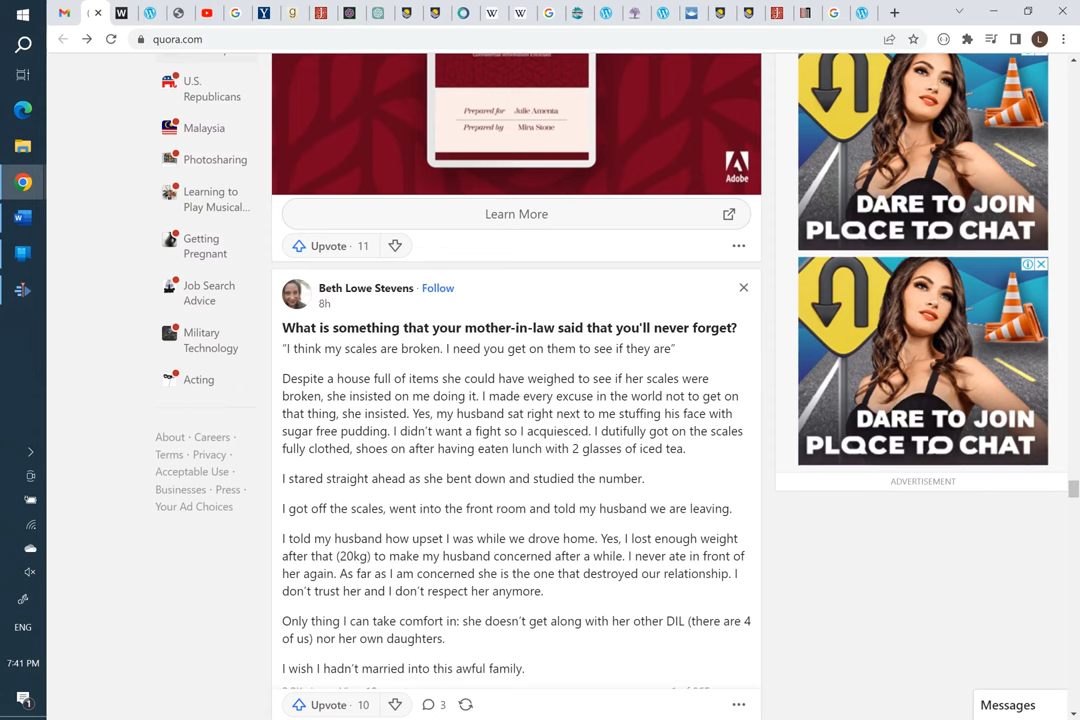 quora.com
L
U.S.
Republicans
Malaysia
Photosharing
Learning to
Play Musical...
Getting
Pregnant
Job Search
Advice
Military
Technology
Acting
About · Careers ·
Terms · Privacy ·
Acceptable Use ·
Businesses · Press ·
Your Ad Choices
ENG
7:41 PM
Prepared for Julie Amenta
Prepared by Mira Stone
Adobe
Learn More
Upvote · 11
Beth Lowe Stevens · Follow
8h
What is something that your mother-in-law said that you'll never forget?
“I think my scales are broken. I need you get on them to see if they are”
Despite a house full of items she could have weighed to see if her scales were
broken, she insisted on me doing it. I made every excuse in the world not to get on
that thing, she insisted. Yes, my husband sat right next to me stuffing his face with
sugar free pudding. I didn’t want a fight so I acquiesced. I dutifully got on the scales
fully clothed, shoes on after having eaten lunch with 2 glasses of iced tea.
I stared straight ahead as she bent down and studied the number.
I got off the scales, went into the front room and told my husband we are leaving.
I told my husband how upset I was while we drove home. Yes, I lost enough weight
after that (20kg) to make my husband concerned after a while. I never ate in front of
her again. As far as I am concerned she is the one that destroyed our relationship. I
don’t trust her and I don’t respect her anymore.
Only thing I can take comfort in: she doesn’t get along with her other DIL (there are 4
of us) nor her own daughters.
I wish I hadn’t married into this awful family.
Upvote · 10
3
DARE TO JOIN
PLACE TO CHAT
DARE TO JOIN
PLACE TO CHAT
ADVERTISEMENT
Messages